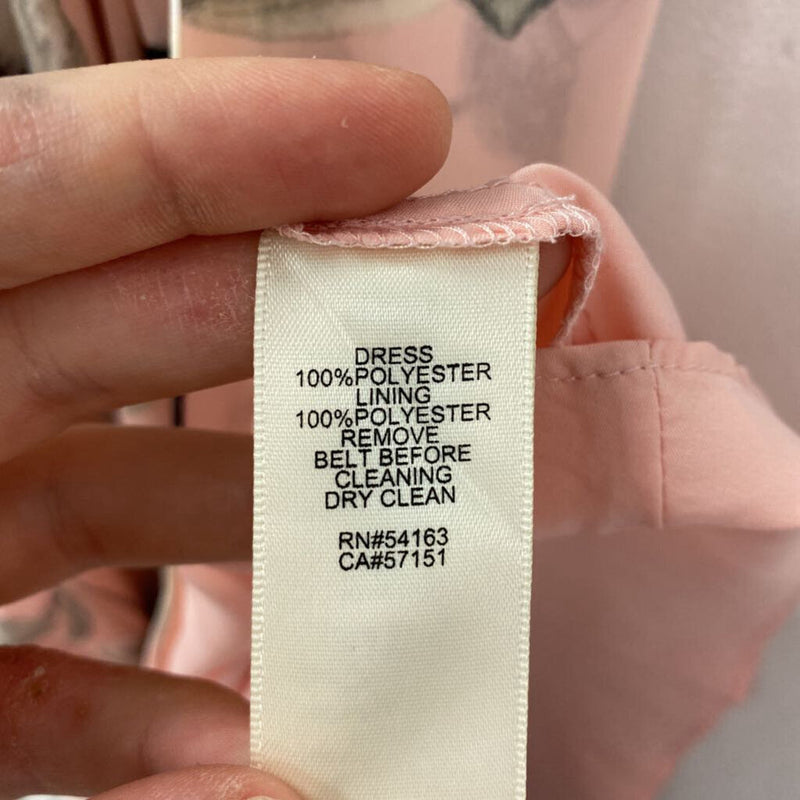 DRESS
100%POLYESTER
LINING
100%POLYESTER
REMOVE
BELT BEFORE
CLEANING
DRY CLEAN
RN#54163
CA#57151